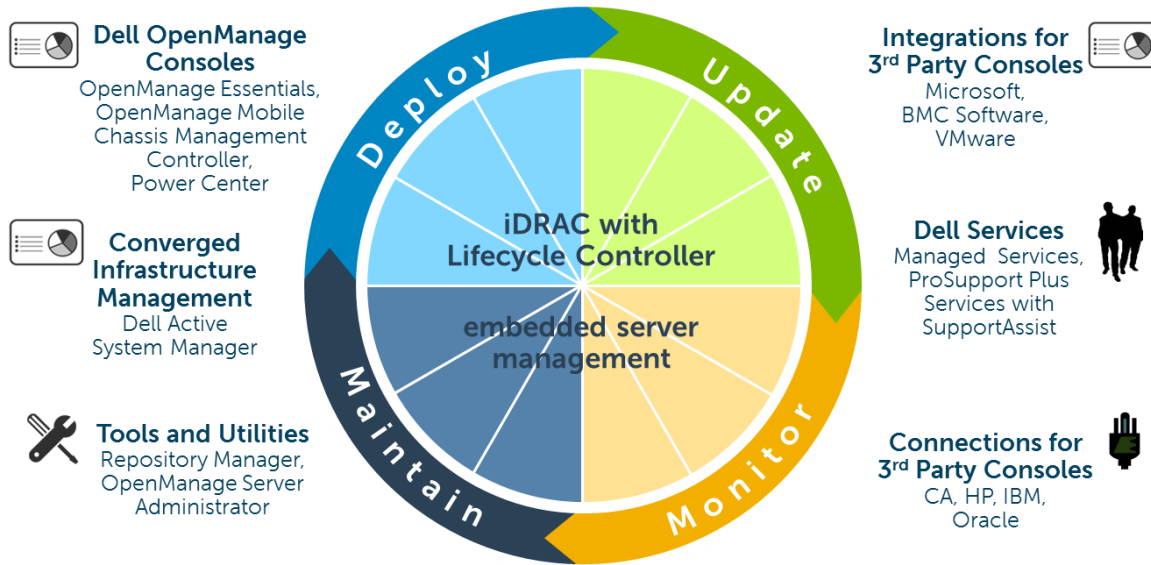 Dell OpenManage
Consoles
OpenManage Essentials,
OpenManage Mobile
Chassis Management
Controller,
Power Center
Converged
Infrastructure
Management
Dell Active
System Manager
Tools and Utilities
Repository Manager,
OpenManage Server
Administrator
Deploy
Update
Maintain
Monitor
iDRAC with
Lifecycle Controller
embedded server
management
Integrations for
3rd Party Consoles
Microsoft,
BMC Software,
VMware
Dell Services
Managed Services,
ProSupport Plus
Services with
SupportAssist
Connections for
3rd Party Consoles
CA, HP, IBM,
Oracle